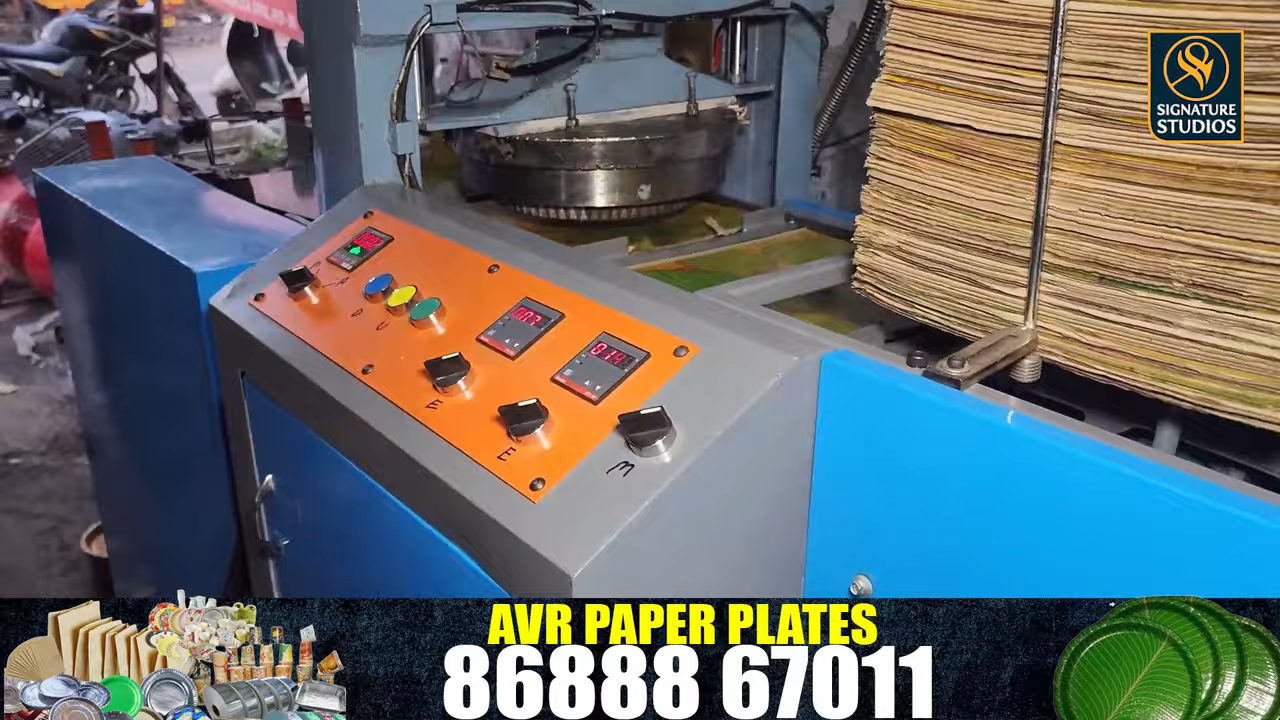 SIGNATURE
STUDIOS
D
U
E
E
M
AVR PAPER PLATES
86888 67011